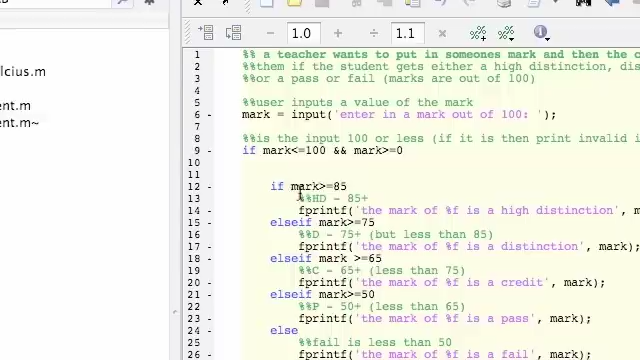 lcius.m
ent.m
ent.m~
− 1.0 + ÷ 1.1 ×
1 %% a teacher wants to put in someones mark and then the
2 %%them if the student gets either a high distinction, dis
3 %%or a pass or fail (marks are out of 100)
4
5 %%user inputs a value of the mark
6 - mark = input('enter in a mark out of 100: ');
7
8 %%is the input 100 or less (if it is then print invalid i
9 - if mark<=100 && mark>=0
10
11
12 - if mark>=85
13 %%HD - 85+
14 - fprintf('the mark of %f is a high distinction', m
15 - elseif mark>=75
16 %%D - 75+ (but less than 85)
17 - fprintf('the mark of %f is a distinction', mark);
18 - elseif mark >=65
19 %%C - 65+ (less than 75)
20 - fprintf('the mark of %f is a credit', mark);
21 - elseif mark>=50
22 %%P - 50+ (less than 65)
23 - fprintf('the mark of %f is a pass', mark);
24 - else
25 %%fail is less than 50
26 - fprintf('the mark of %f is a fail', mark);